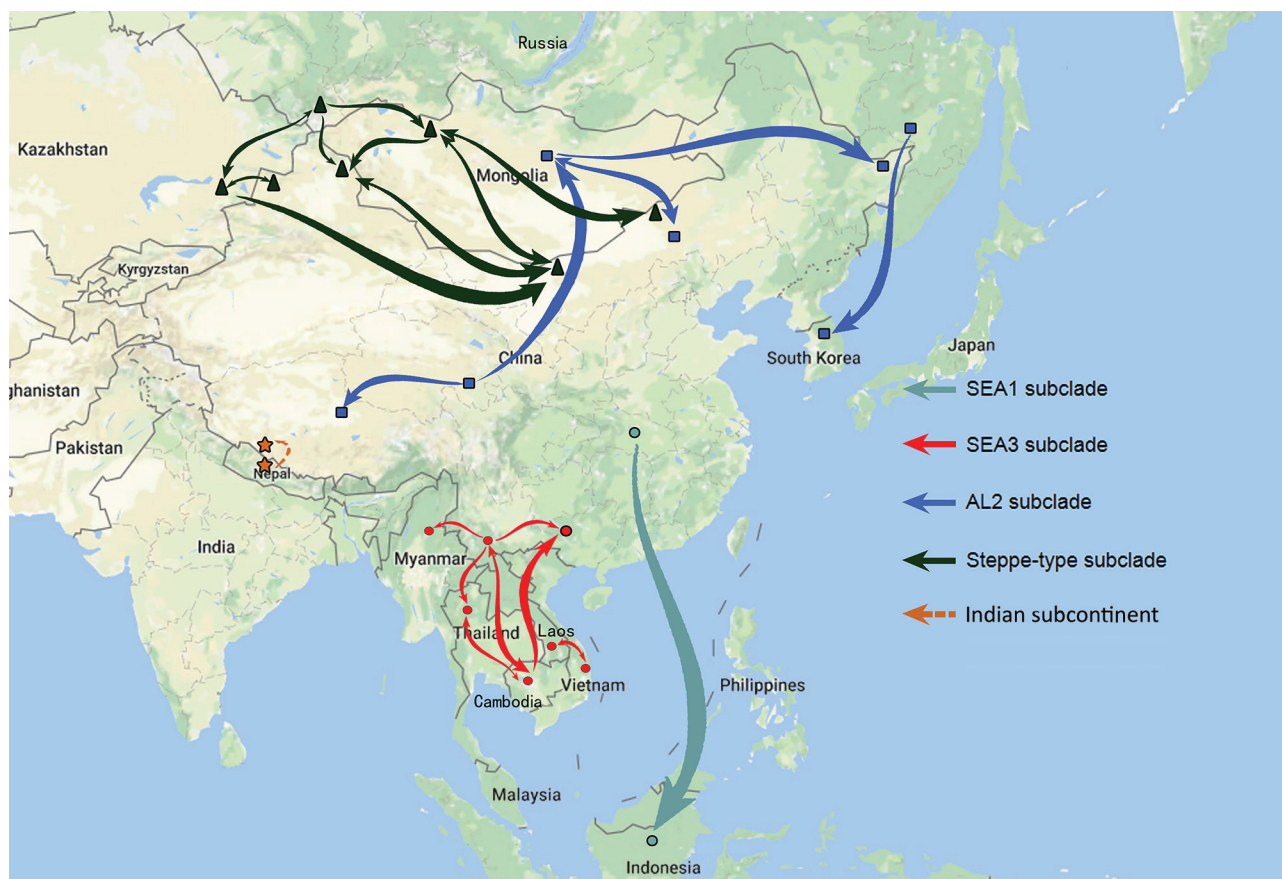 Russia
Kazakhstan
Mongolia
Kyrgyzstan
China
South Korea
Japan
ghanistan
SEA1 subclade
Pakistan
SEA3 subclade
Nepal
AL2 subclade
India
Myanmar
Steppe-type subclade
Thailand
Laos
Indian subcontinent
Vietnam
Philippines
Cambodia
Malaysia
Indonesia